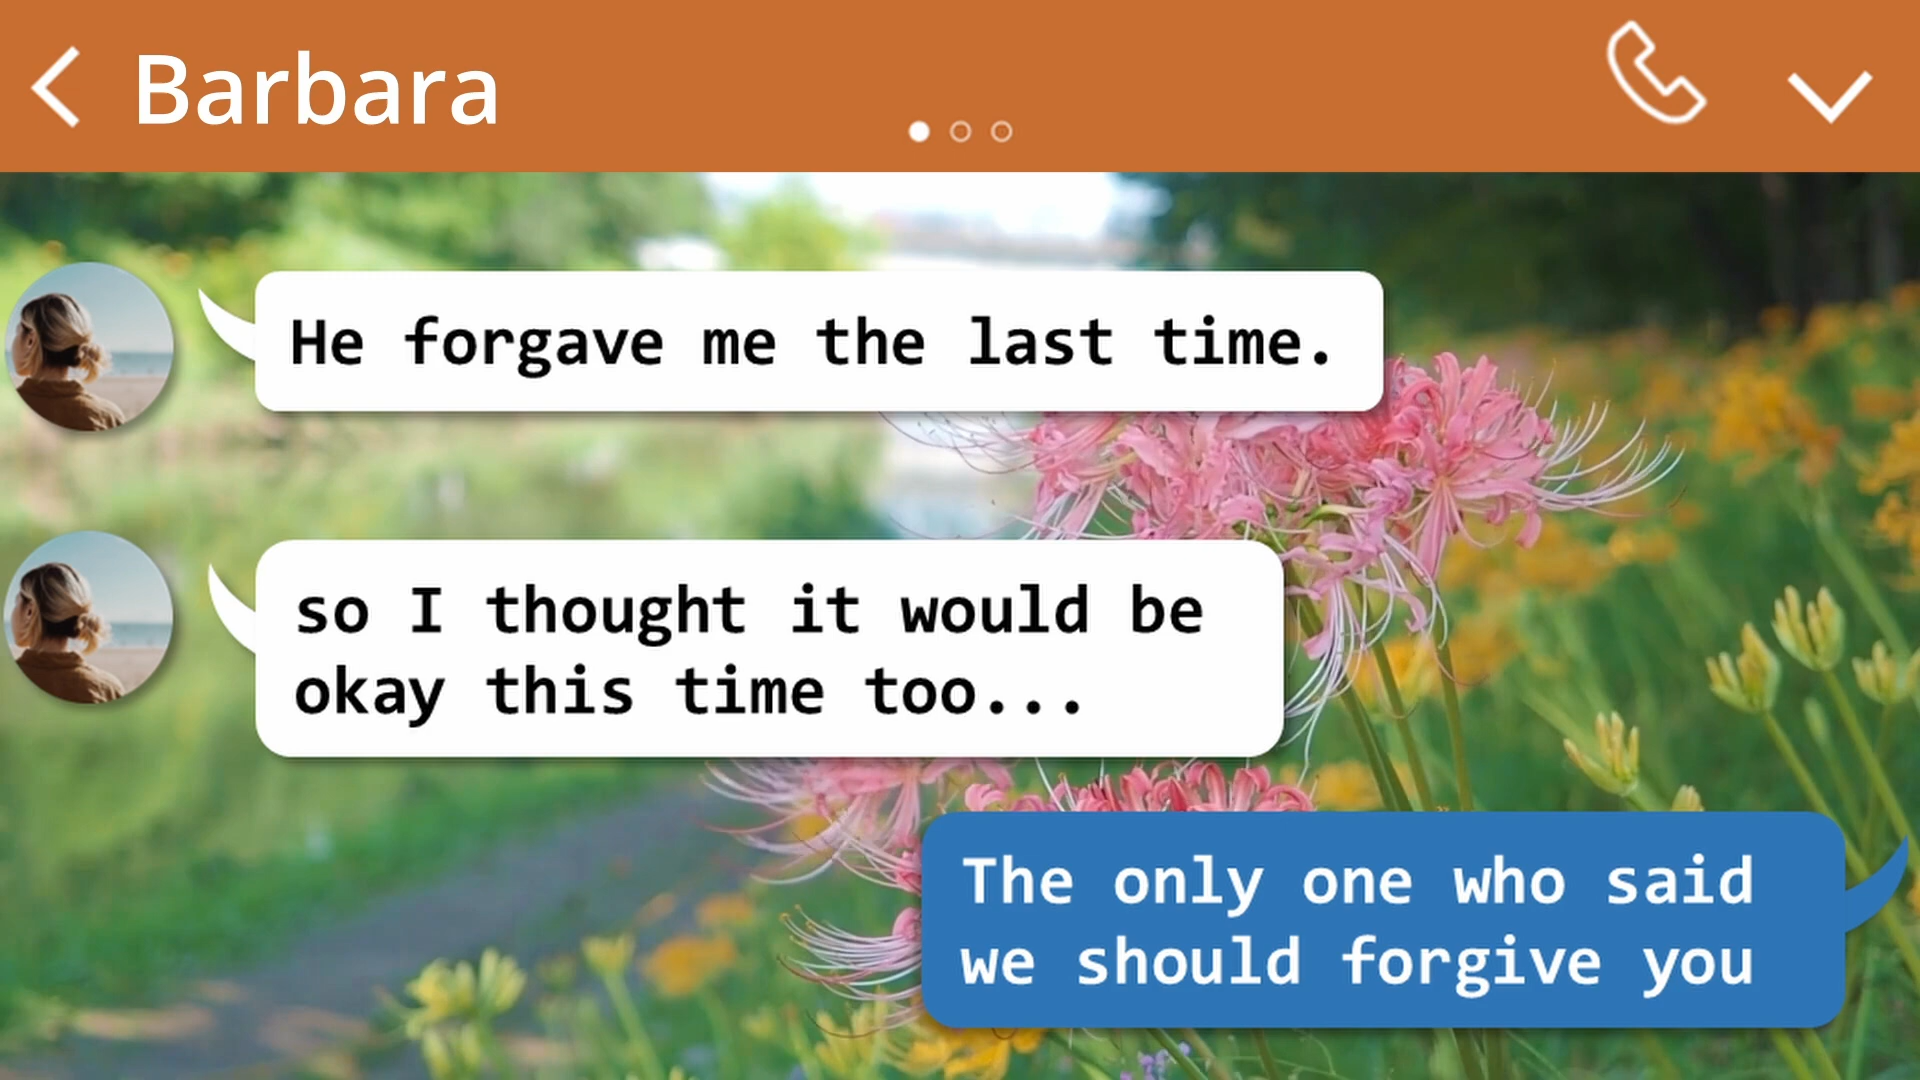 Barbara
He forgave me the last time.
so I thought it would be
okay this time too...
The only one who said
we should forgive you